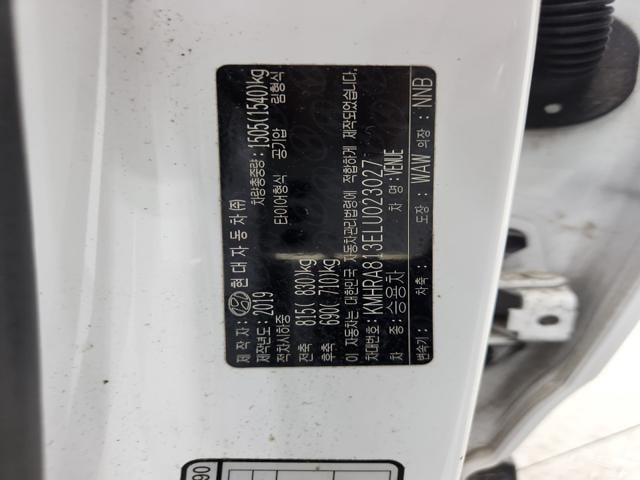 제 작 자: 현대자동차(주)
제작년도: 2019 차량총중량: 1505(1540)kg
적차시하중 타이어형식 공기압 림형식
전축 815( 830)kg
후축 690( 710)kg
이 자동차는 대한민국 자동차관리법령에 적합하게 제작되었습니다.
차대번호: KMHRA813ELU023027
차 종: 승용차 차 명: VENUE
변속기: 차축: 도장: WAW 의장: NNB
90